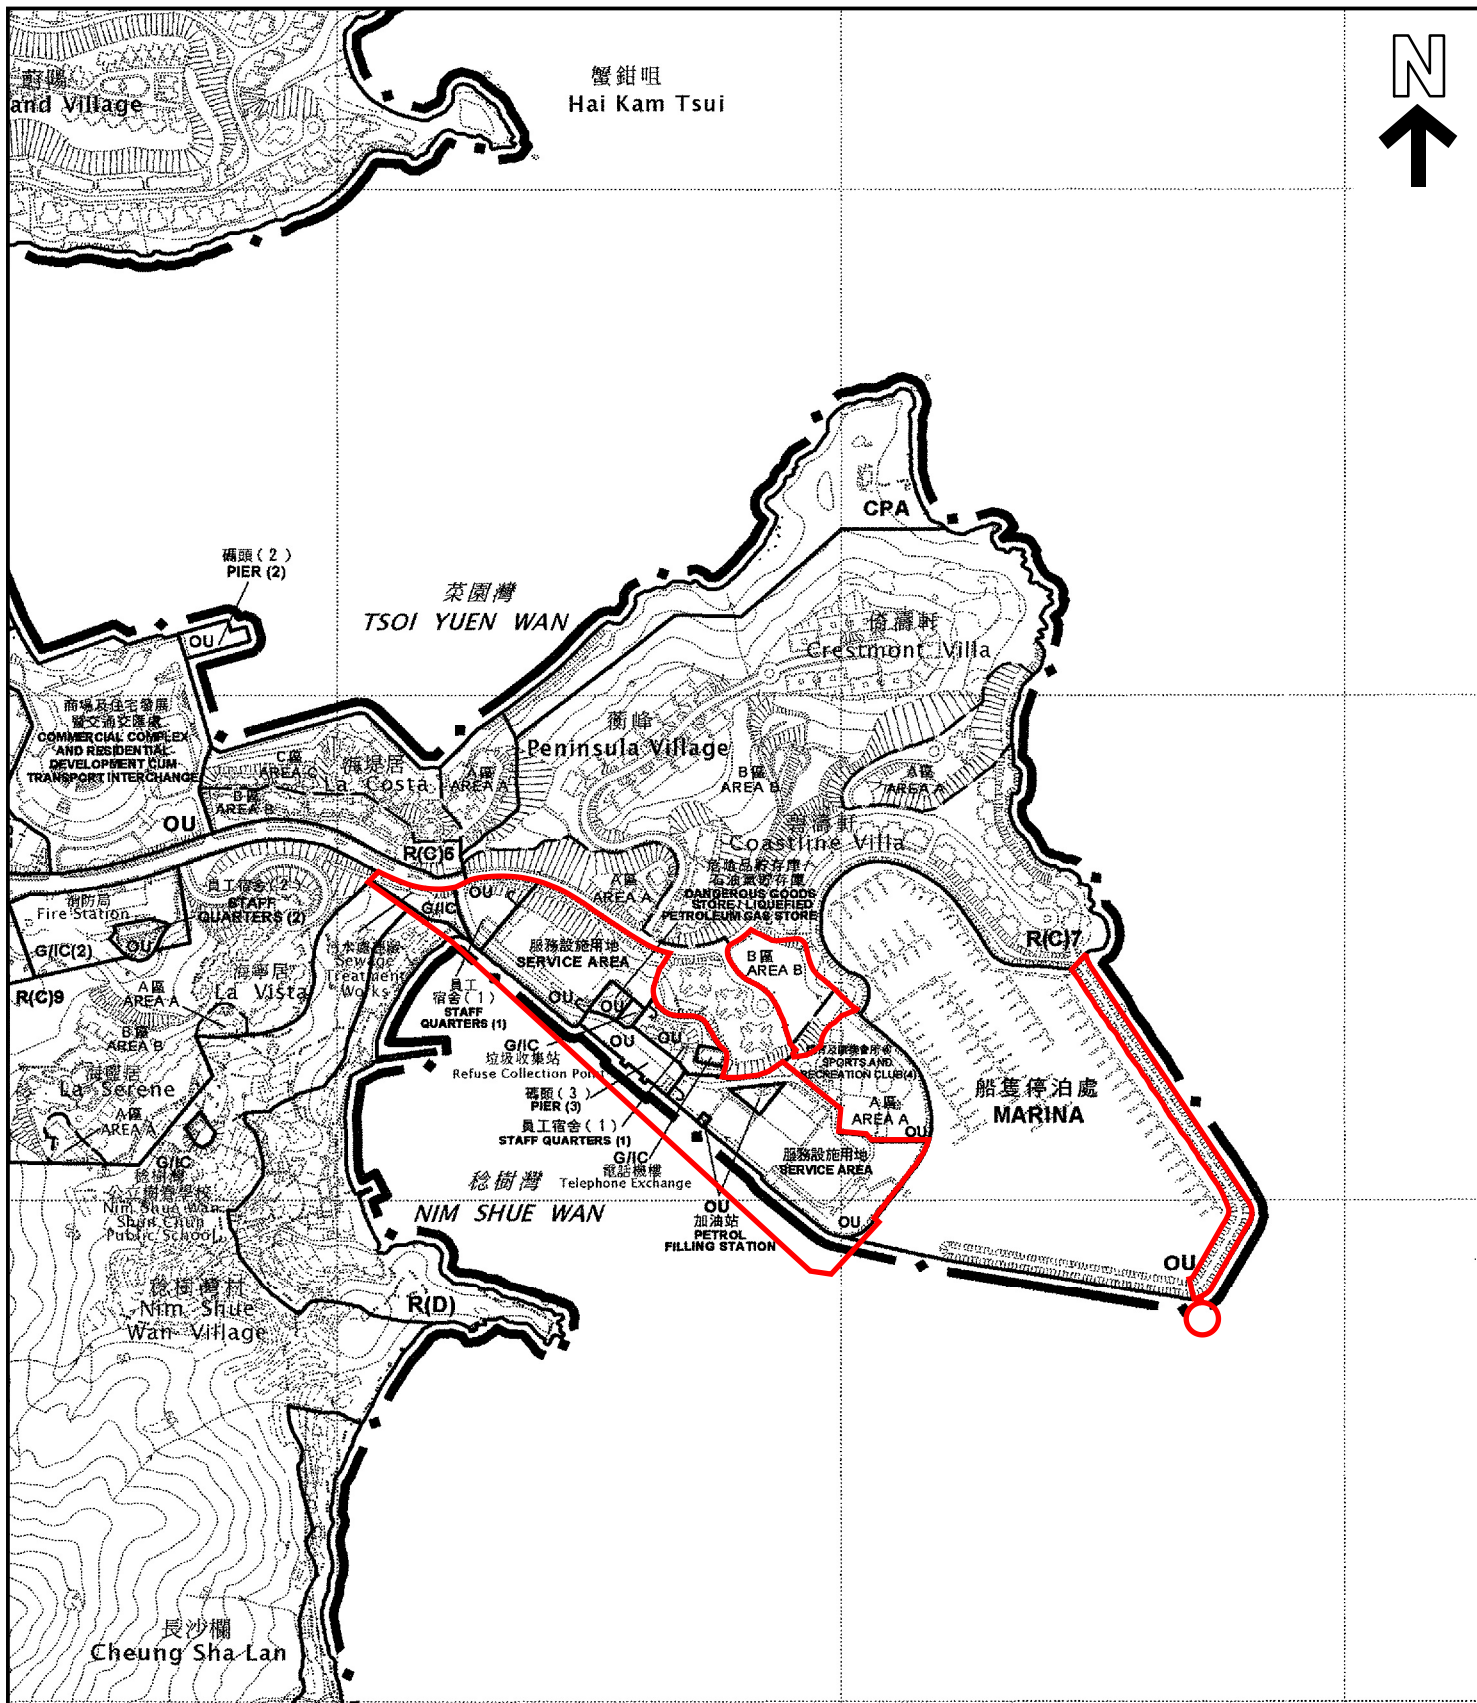 N
蔚陽
and Village
蟹鉗咀
Hai Kam Tsui
CPA
碼頭(2)
PIER (2)
OU
菜園灣
TSOI YUEN WAN
倚濤軒
Crestmont Villa
商場及住宅發展
暨交通交匯處
COMMERCIAL COMPLEX
AND RESIDENTIAL
DEVELOPMENT CUM
TRANSPORT INTERCHANGE
OU
C區
AREA C
B區
AREA B
海堤居
La Costa
A區
AREA A
蘅峰
Peninsula Village
B區
AREA B
A區
AREA A
碧濤軒
Coastline Villa
R(C)6
OU
G/IC
A區
AREA A
危險品貯存庫/
石油氣貯存庫
DANGEROUS GOODS
STORE / LIQUEFIED
PETROLEUM GAS STORE
消防局
Fire Station
員工宿舍(2)
STAFF
QUARTERS (2)
G/IC(2)
OU
R(C)9
污水處理廠
Sewage
Treatment
Works
服務設施用地
SERVICE AREA
B區
AREA B
R(C)7
海寧居
La Vista
A區
AREA A
B區
AREA B
員工
宿舍(1)
STAFF
QUARTERS (1)
OU
OU
OU
OU
G/IC
垃圾收集站
Refuse Collection Point
海澄居
La Serene
A區
AREA A
碼頭(3)
PIER (3)
員工宿舍(1)
STAFF QUARTERS (1)
G/IC
電話機樓
Telephone Exchange
SPORTS AND
RECREATION CLUB(4)
A區
AREA A
OU
船隻停泊處
MARINA
服務設施用地
SERVICE AREA
G/IC
稔樹灣
公立樹春學校
Nim Shue Wan
Shue Chun
Public School
稔樹灣
NIM SHUE WAN
OU
加油站
PETROL
FILLING STATION
OU
OU
稔樹灣村
Nim Shue
Wan Village
R(D)
長沙欄
Cheung Sha Lan